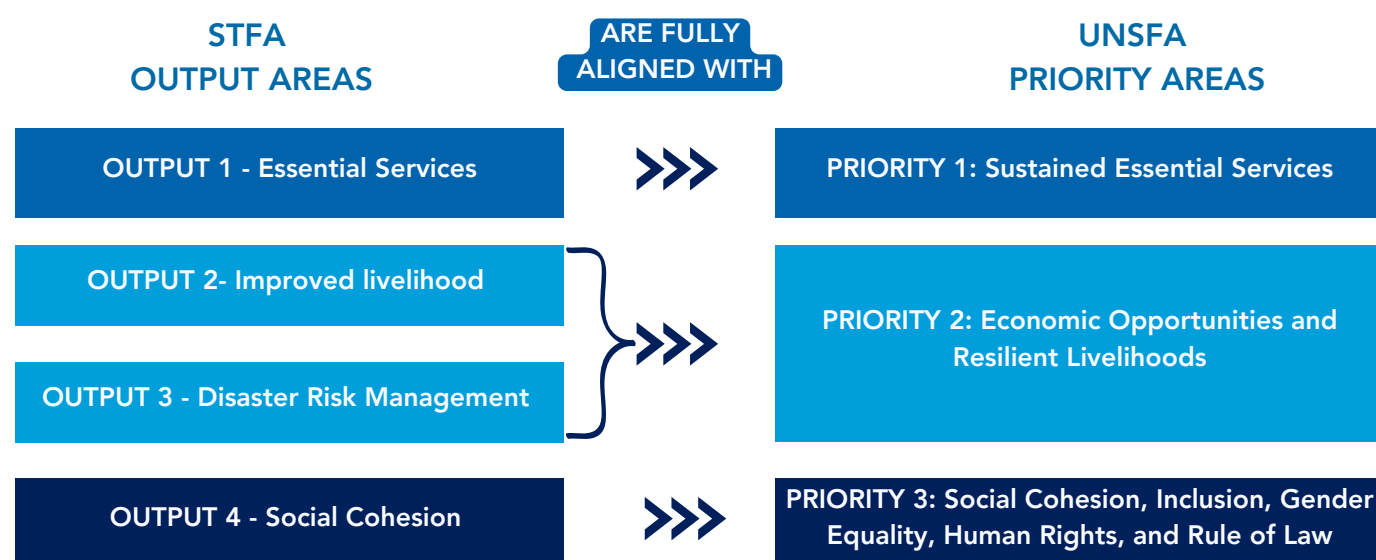 STFA
OUTPUT AREAS
ARE FULLY
ALIGNED WITH
UNSFA
PRIORITY AREAS
OUTPUT 1 - Essential Services
PRIORITY 1: Sustained Essential Services
OUTPUT 2- Improved livelihood
OUTPUT 3 - Disaster Risk Management
PRIORITY 2: Economic Opportunities and
Resilient Livelihoods
OUTPUT 4 - Social Cohesion
PRIORITY 3: Social Cohesion, Inclusion, Gender
Equality, Human Rights, and Rule of Law